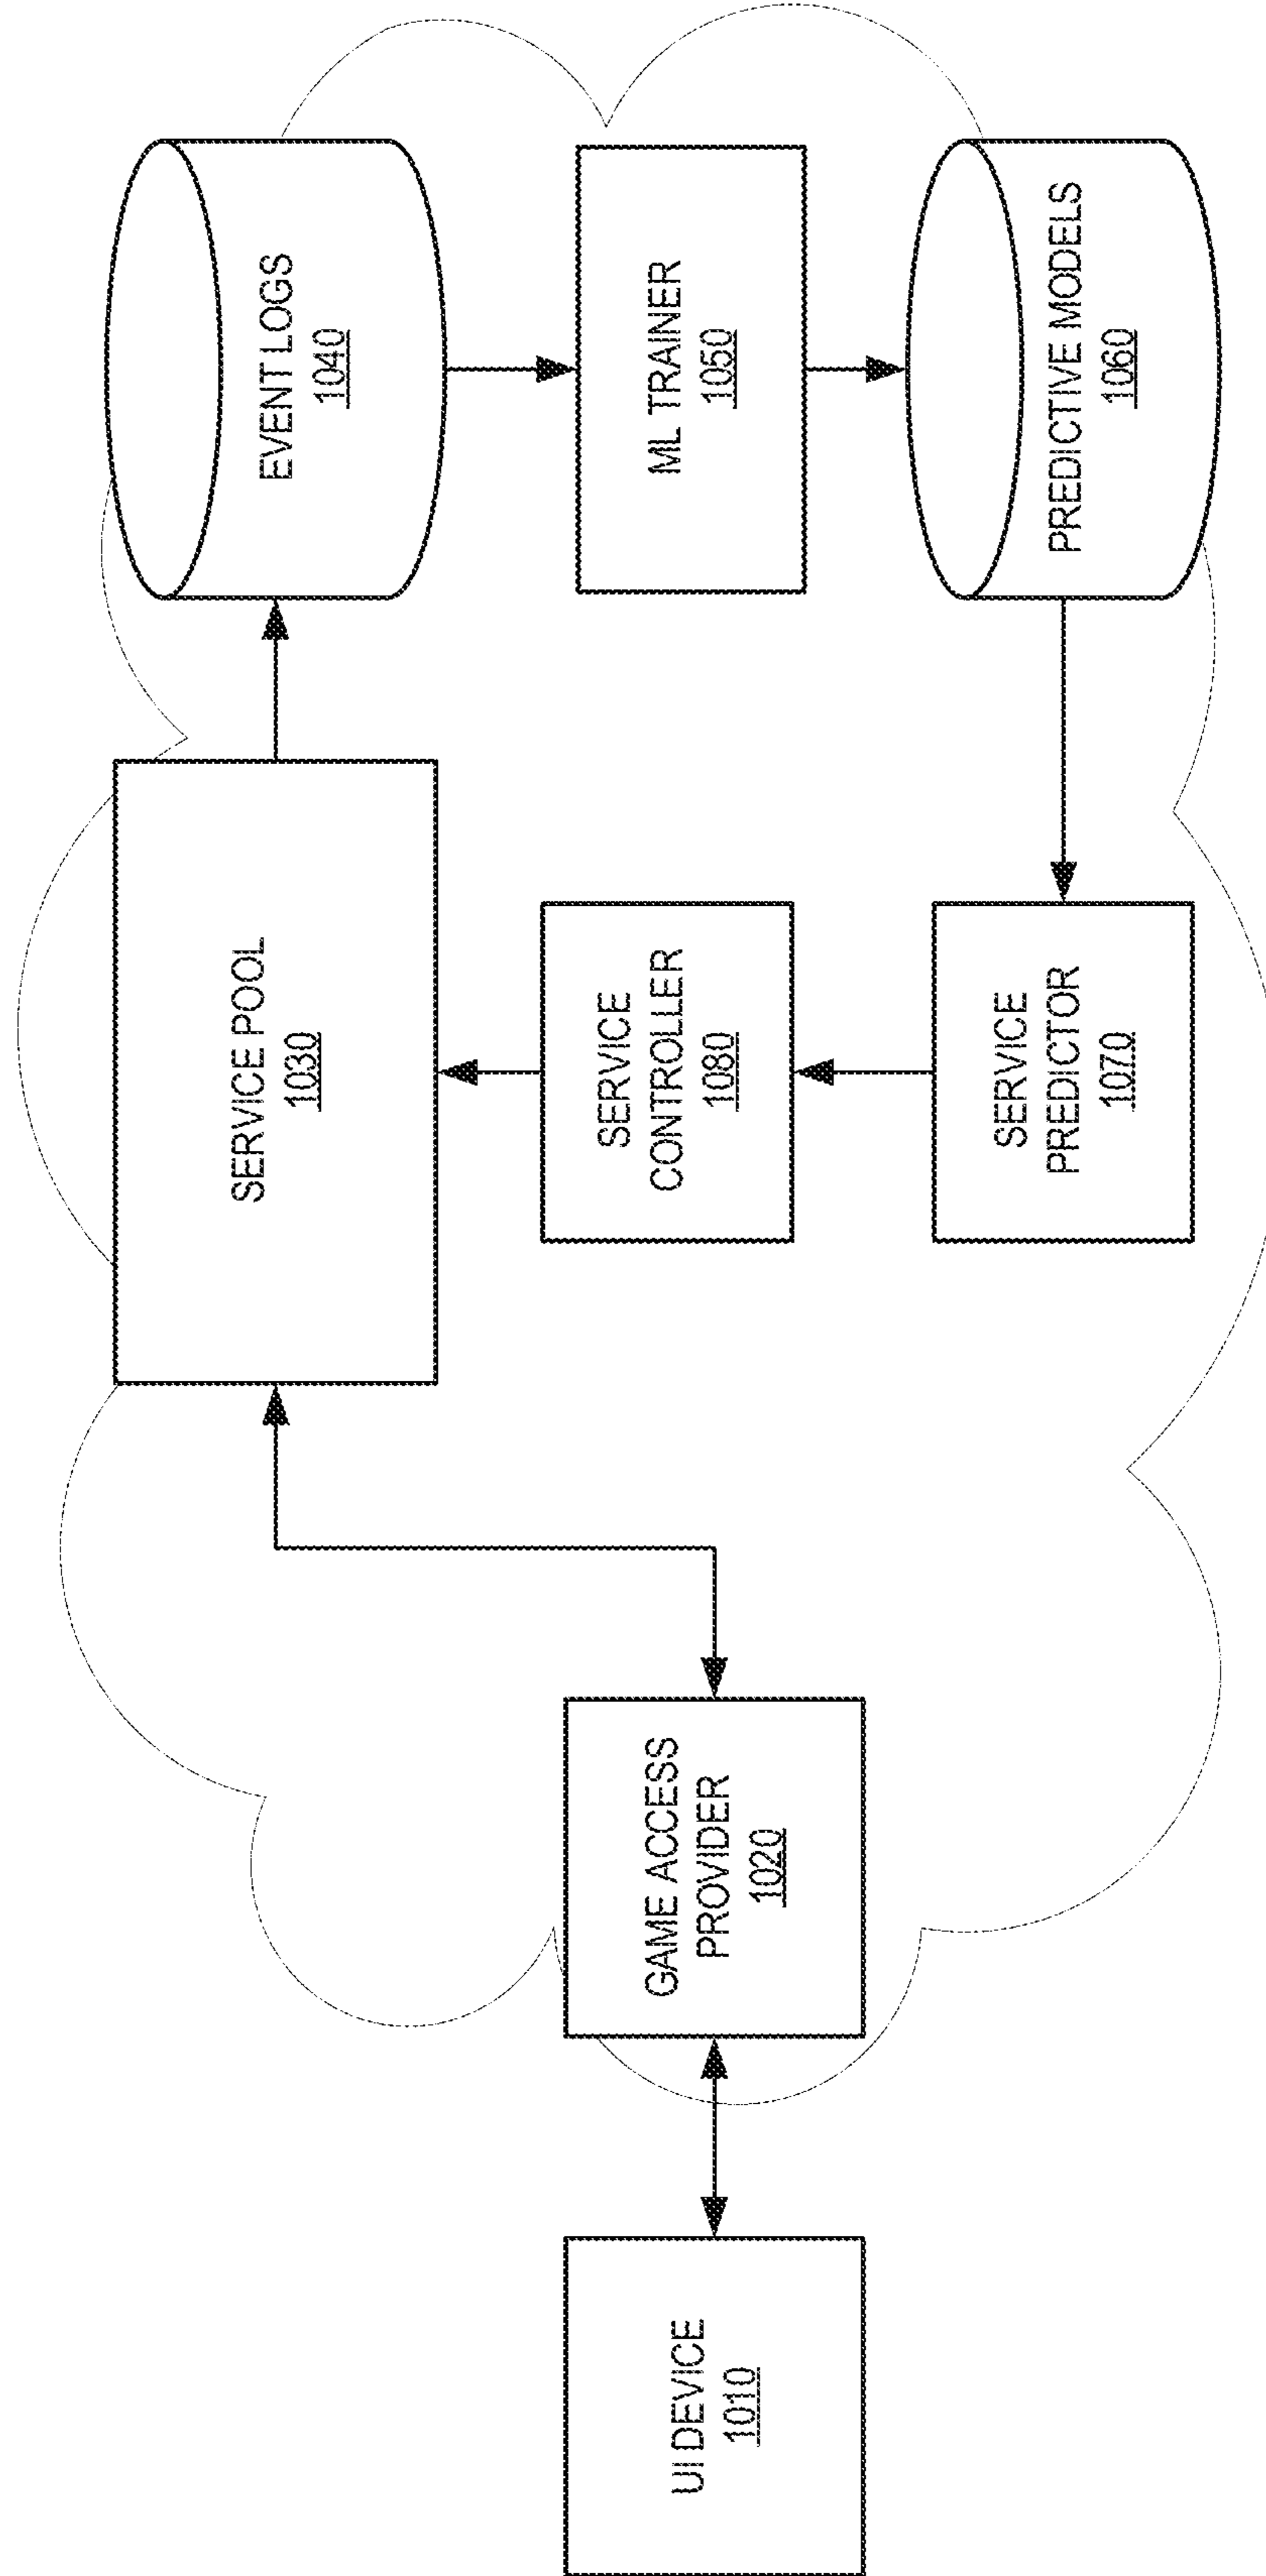 SERVICE POOL
1030
EVENT LOGS
1040
UI DEVICE
1010
GAME ACCESS
PROVIDER
1020
SERVICE
CONTROLLER
1080
ML TRAINER
1050
SERVICE
PREDICTOR
1070
PREDICTIVE MODELS
1060